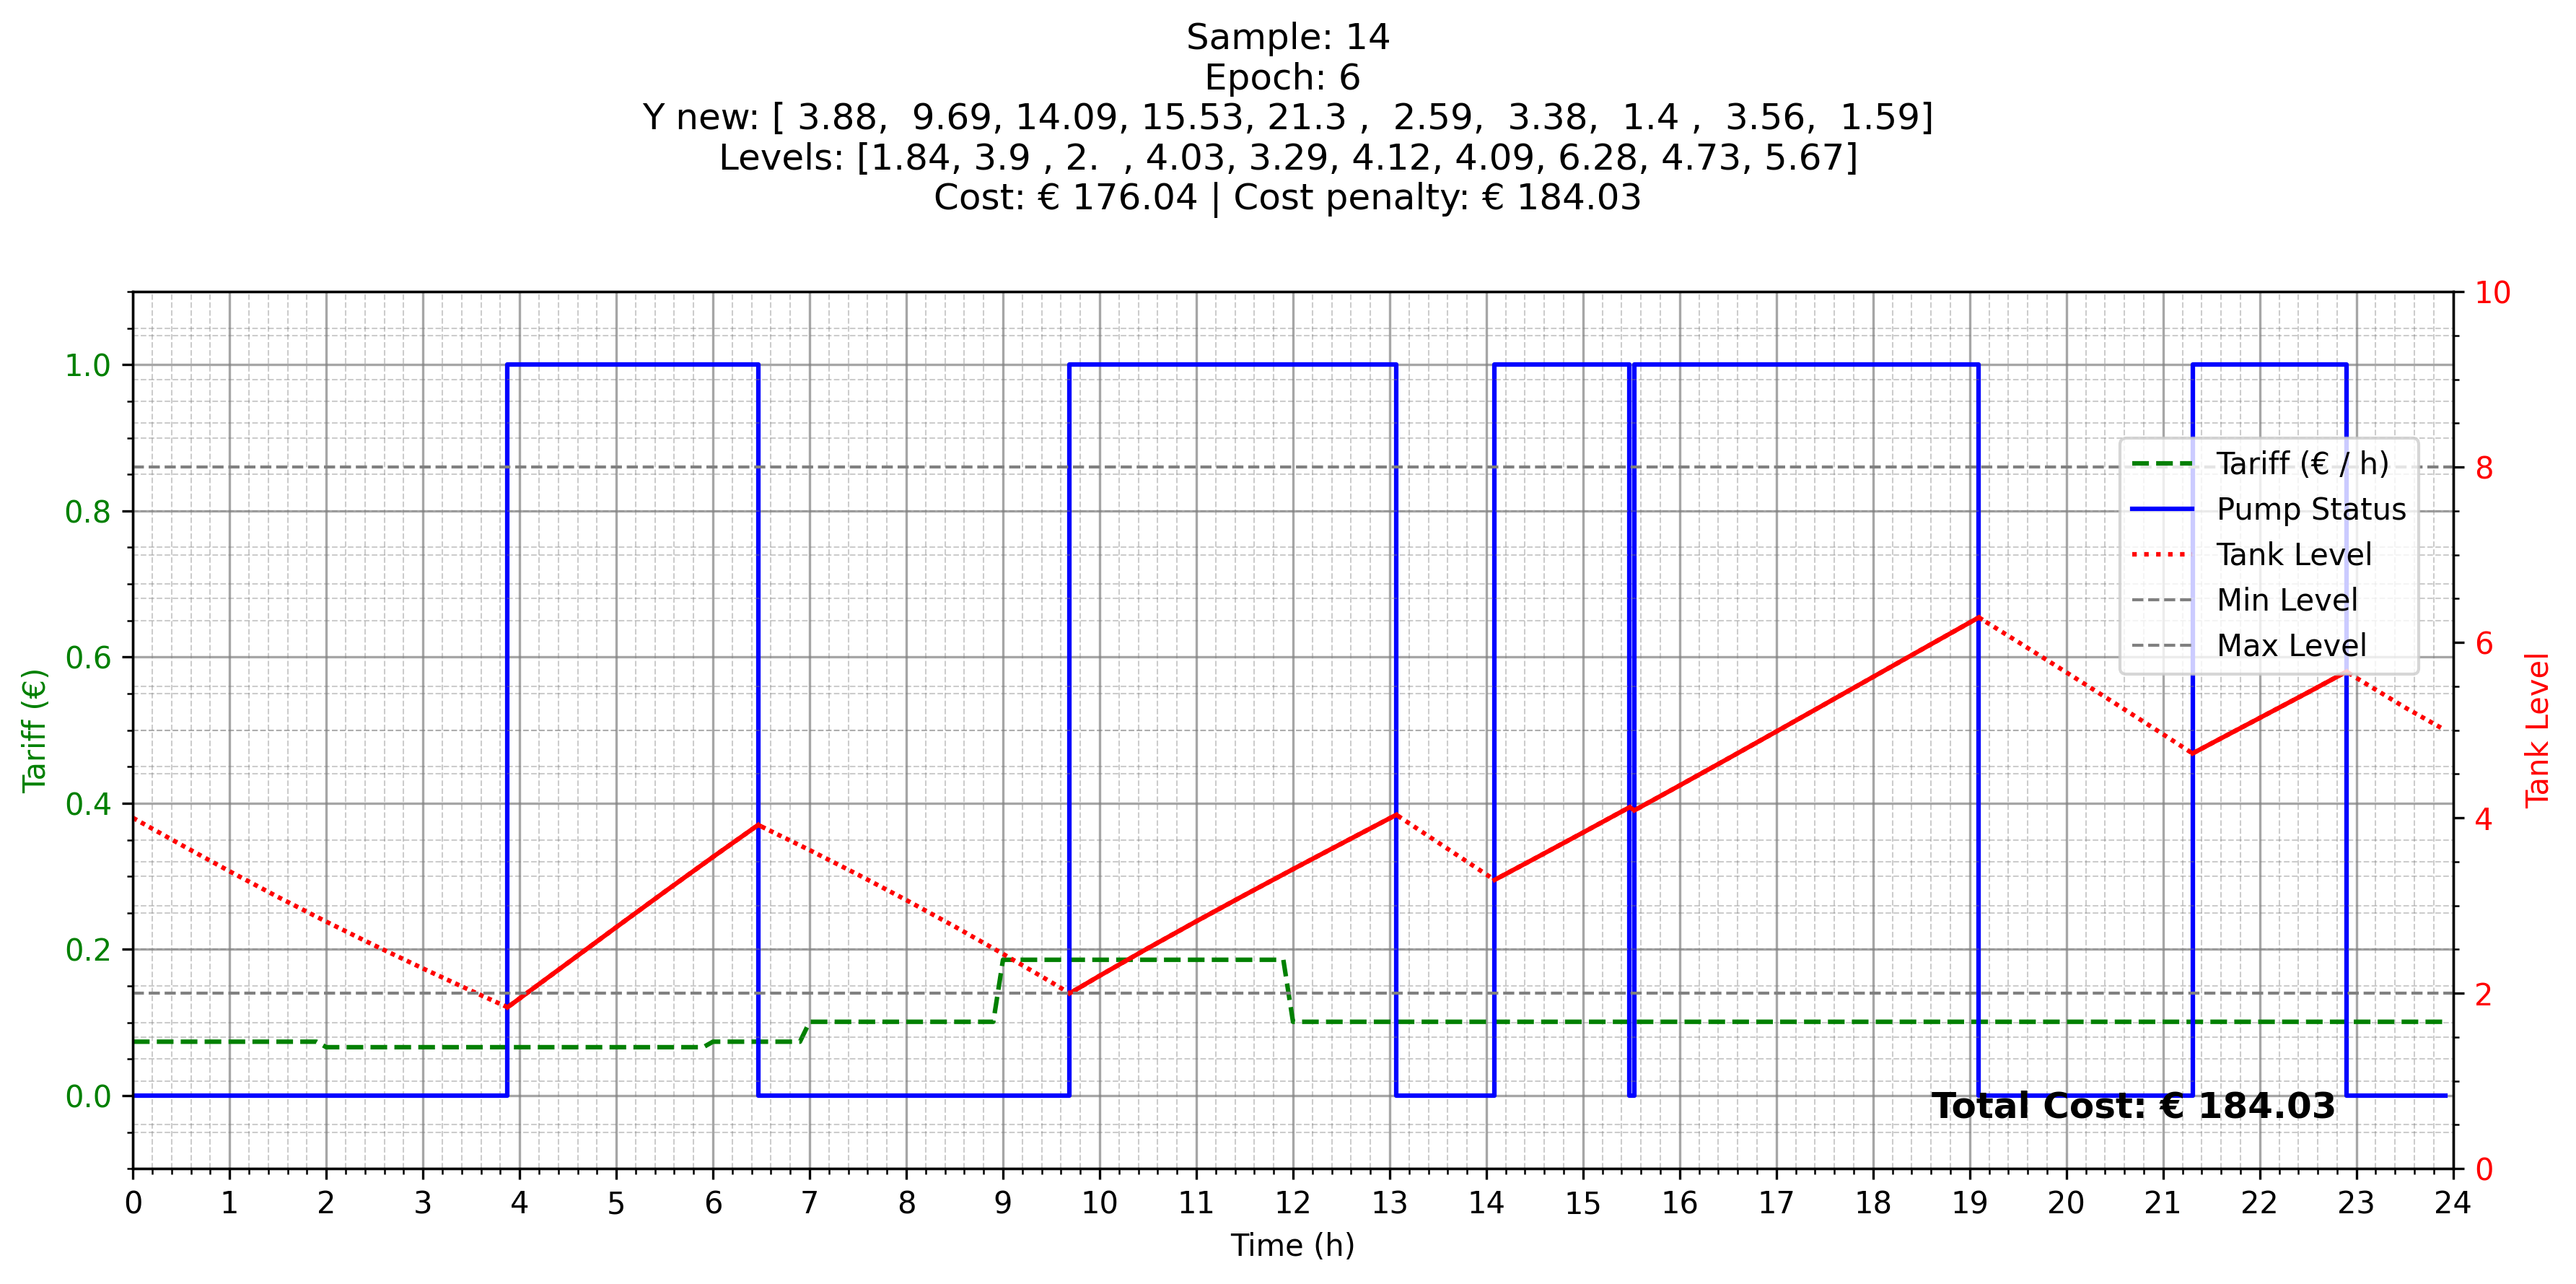 Sample: 14
Epoch: 6
Y new: [ 3.88,  9.69, 14.09, 15.53, 21.3 ,  2.59,  3.38,  1.4 ,  3.56,  1.59]
Levels: [1.84, 3.9 , 2.  , 4.03, 3.29, 4.12, 4.09, 6.28, 4.73, 5.67]
Cost: € 176.04 | Cost penalty: € 184.03
10
1.0
8
Tariff (€ / h)
0.8
Pump Status
Tank Level
Min Level
Max Level
0.6
6
Tariff (€)
Tank Level
0.4
4
0.2
2
0.0
Total Cost: € 184.03
0
0 1 2 3 4 5 6 7 8 9 10 11 12 13 14 15 16 17 18 19 20 21 22 23 24
Time (h)